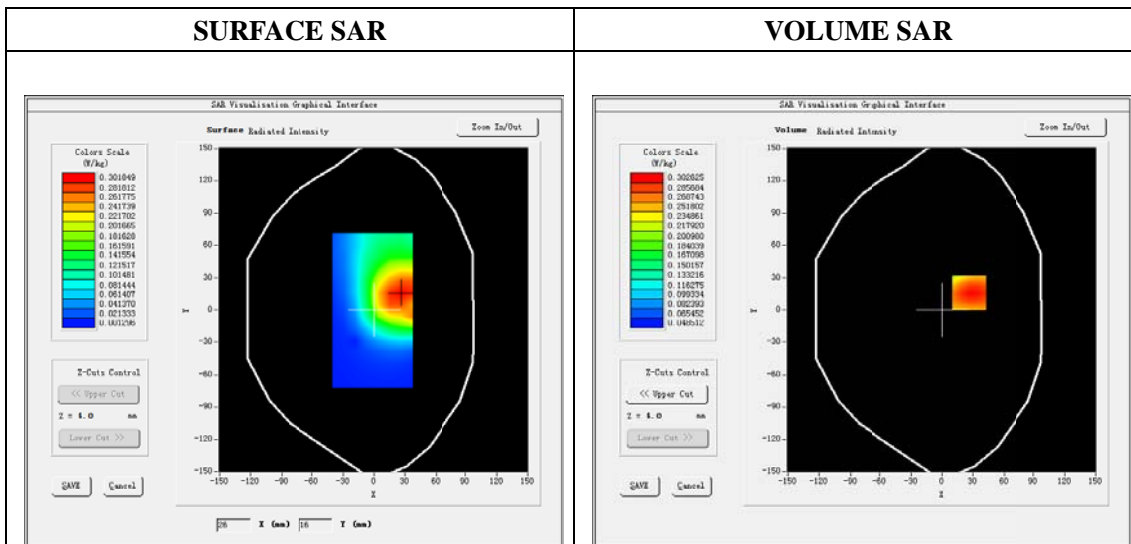 SURFACE SAR
VOLUME SAR
SAR Visualisation Graphical Interface
Surface Radiated Intensity
Zoom In/Out
Colors Scale
(W/kg)
0.301849
0.281812
0.261775
0.241739
0.221702
0.201665
0.181628
0.161591
0.141554
0.121517
0.101481
0.081444
0.061407
0.041370
0.021333
0.001296
Z-Cuts Control
<< Upper Cut
Z = 4.0 mm
Lower Cut >>
SAVE
Cancel
150
120
90
60
30
0
-30
-60
-90
-120
-150
Y
-150 -120 -90 -60 -30 0 30 60 90 120 150
X
26 X (mm) 16 Y (mm)
SAR Visualisation Graphical Interface
Volume Radiated Intensity
Zoom In/Out
Colors Scale
(W/kg)
0.302625
0.285684
0.268743
0.251802
0.234861
0.217920
0.200980
0.184039
0.167098
0.150157
0.133216
0.116275
0.099334
0.082393
0.065452
0.048512
Z-Cuts Control
<< Upper Cut
Z = 4.0 mm
Lower Cut >>
SAVE
Cancel
150
120
90
60
30
0
-30
-60
-90
-120
-150
Y
-150 -120 -90 -60 -30 0 30 60 90 120 150
X